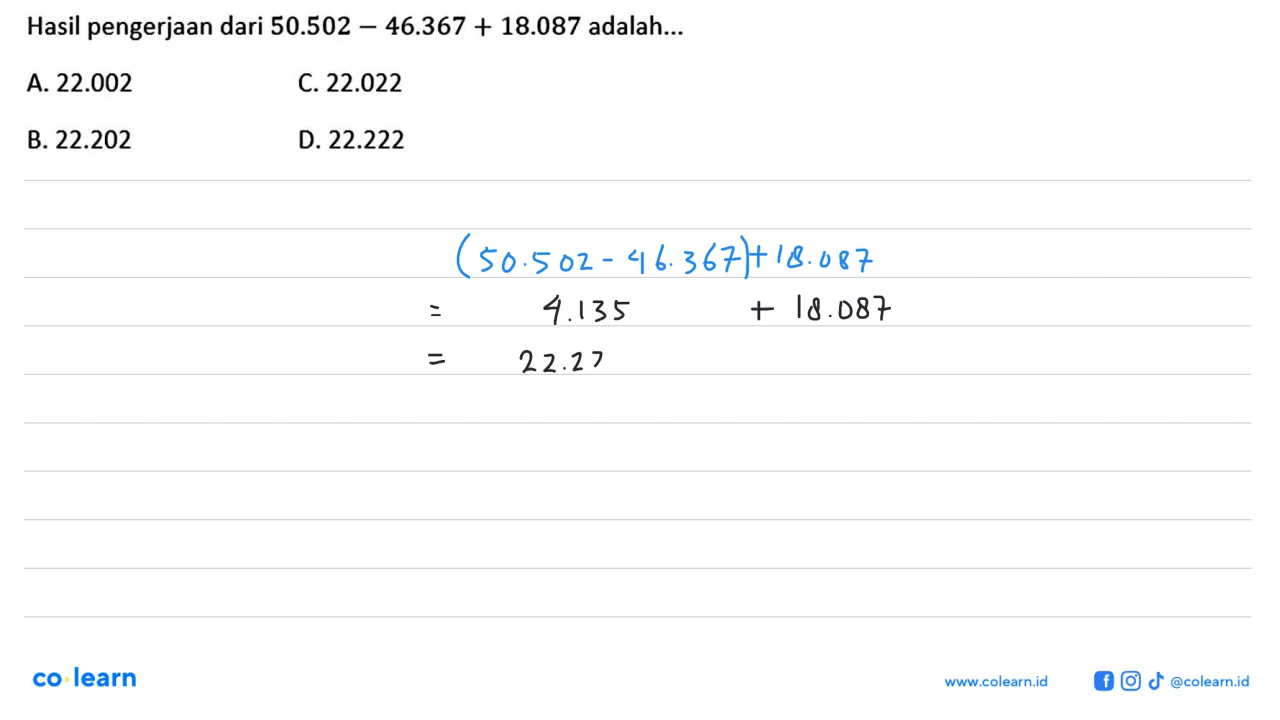 Hasil pengerjaan dari 50.502 − 46.367 + 18.087 adalah...
A. 22.002 C. 22.022
B. 22.202 D. 22.222
(50.502 - 46.367) + 18.087
= 4.135 + 18.087
= 22.22
co·learn
www.colearn.id @colearn.id